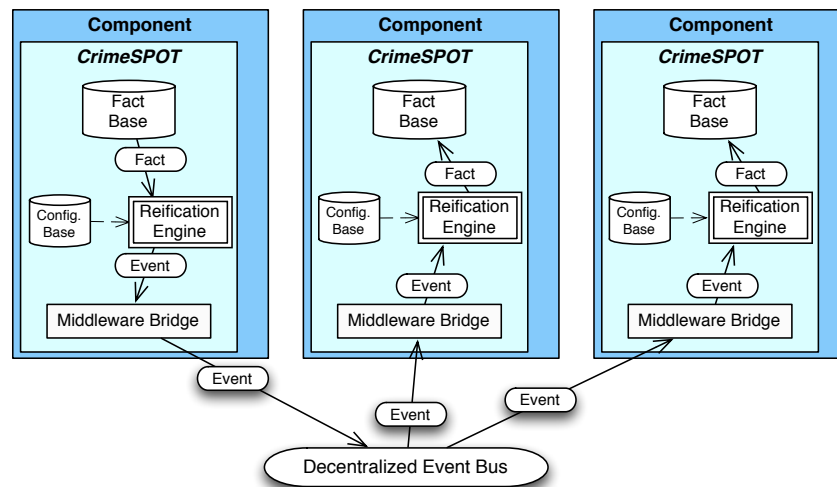 Component
CrimeSPOT
Fact
Base
Fact
Config.
Base
Reification
Engine
Event
Middleware Bridge
Component
CrimeSPOT
Fact
Base
Fact
Config.
Base
Reification
Engine
Event
Middleware Bridge
Component
CrimeSPOT
Fact
Base
Fact
Config.
Base
Reification
Engine
Event
Middleware Bridge
Event
Event
Event
Decentralized Event Bus